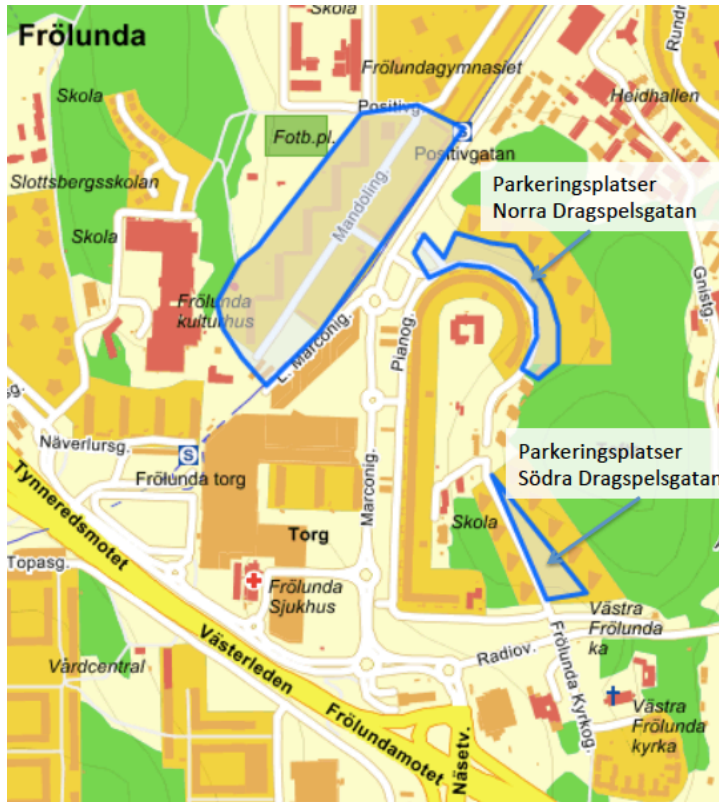 Skola
Frölunda
Frölundagymnasiet
Rundr
Skola
Positivg
Heidhallen
Fotb.pl.
S
Positivgatan
Slottsbergsskolan
Parkeringsplatser
Norra Dragspelsgatan
Mandoling.
Skola
Gnistg.
Frölunda
kulturhus
L. Marconig.
Pianog.
sg.
Näverlursg.
S
Frölunda torg
Parkeringsplatser
Södra Dragspelsgatan
Tynneredsmotet
Marconig.
Skola
Torg
Topasg.
Frölunda
Sjukhus
Västra
Frölunda
ka
Västerleden
Radiov.
Vårdcentral
Frölunda Kyrkog.
Frölundamotet
Näsetv.
Västra
Frölunda
kyrka